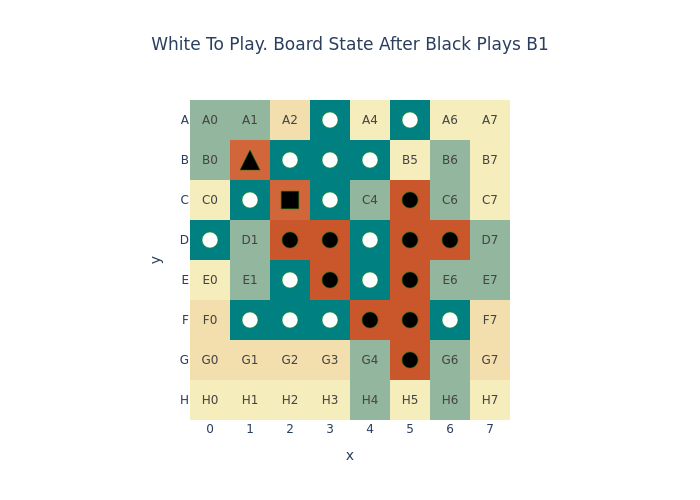 White To Play. Board State After Black Plays B1
A A0 A1 A2 A4 A6 A7
B B0 B5 B6 B7
C C0 C4 C6 C7
D D1 D7
E E0 E1 E6 E7
F F0 F7
G G0 G1 G2 G3 G4 G6 G7
H H0 H1 H2 H3 H4 H5 H6 H7
0 1 2 3 4 5 6 7
x
y